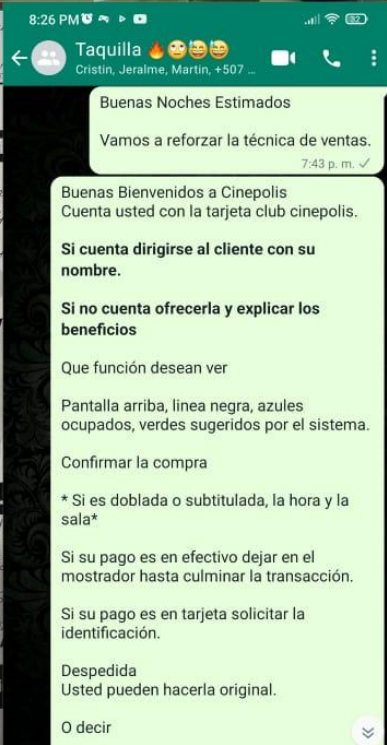 8:26 PM
82
Taquilla 🔥🙄😅😅
Cristin, Jeralme, Martin, +507 ...
Buenas Noches Estimados
Vamos a reforzar la técnica de ventas.
7:43 p. m. ✓
Buenas Bienvenidos a Cinepolis
Cuenta usted con la tarjeta club cinepolis.
Si cuenta dirigirse al cliente con su
nombre.
Si no cuenta ofrecerla y explicar los
beneficios
Que función desean ver
Pantalla arriba, linea negra, azules
ocupados, verdes sugeridos por el sistema.
Confirmar la compra
* Si es doblada o subtitulada, la hora y la
sala*
Si su pago es en efectivo dejar en el
mostrador hasta culminar la transacción.
Si su pago es en tarjeta solicitar la
identificación.
Despedida
Usted pueden hacerla original.
O decir